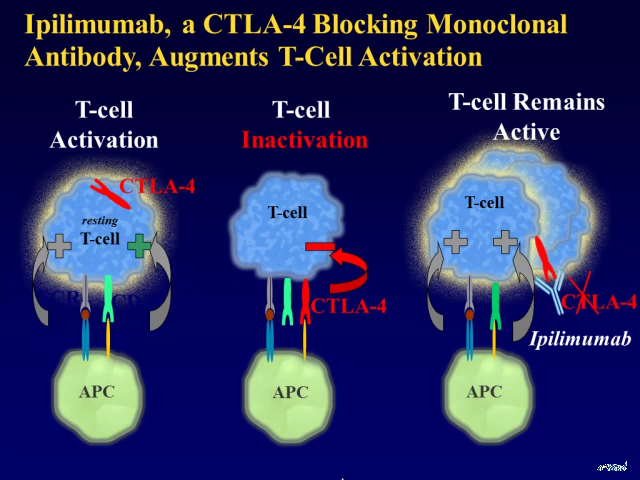 Ipilimumab, a CTLA-4 Blocking Monoclonal
Antibody, Augments T-Cell Activation
T-cell
Activation
T-cell
Inactivation
T-cell Remains
Active
CTLA-4
resting
T-cell
T-cell
T-cell
CTLA-4
CTLA-4
Ipilimumab
APC
APC
APC